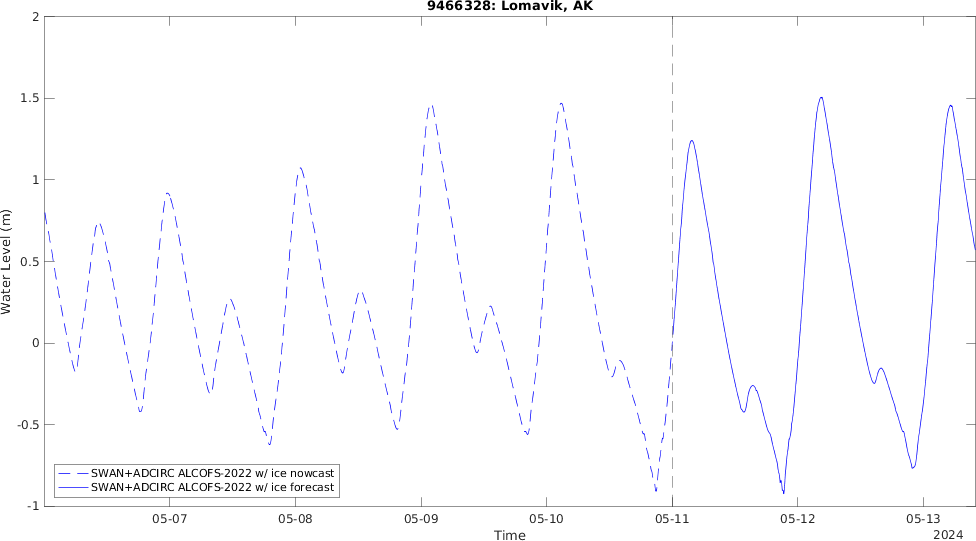 9466328: Lomavik, AK
2
1.5
1
0.5
0
-0.5
-1
Water Level (m)
SWAN+ADCIRC ALCOFS-2022 w/ ice nowcast
SWAN+ADCIRC ALCOFS-2022 w/ ice forecast
05-07 05-08 05-09 05-10 05-11 05-12 05-13
Time
2024